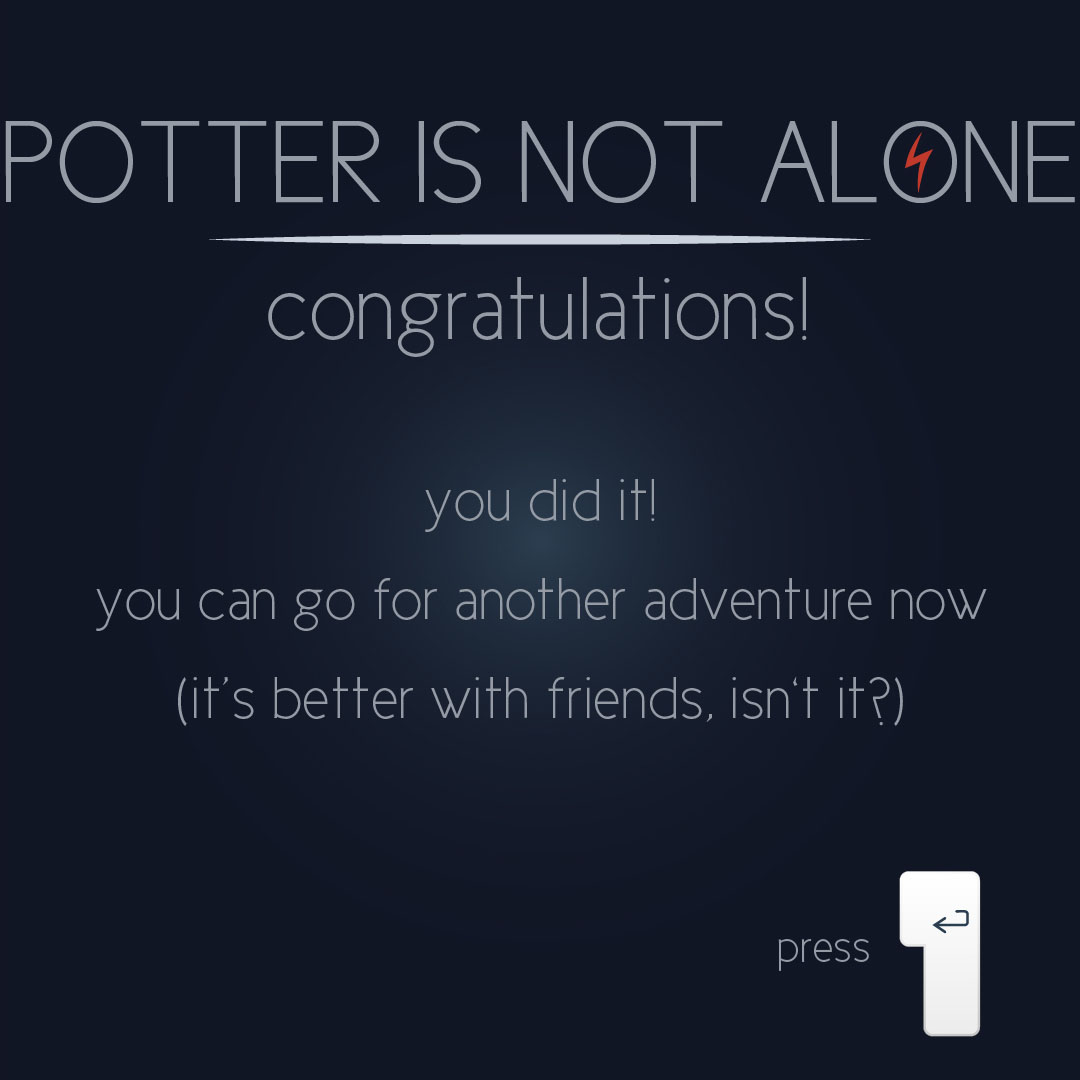 POTTER IS NOT ALONE
congratulations!
you did it!
you can go for another adventure now
(it’s better with friends, isn‘t it?)
press